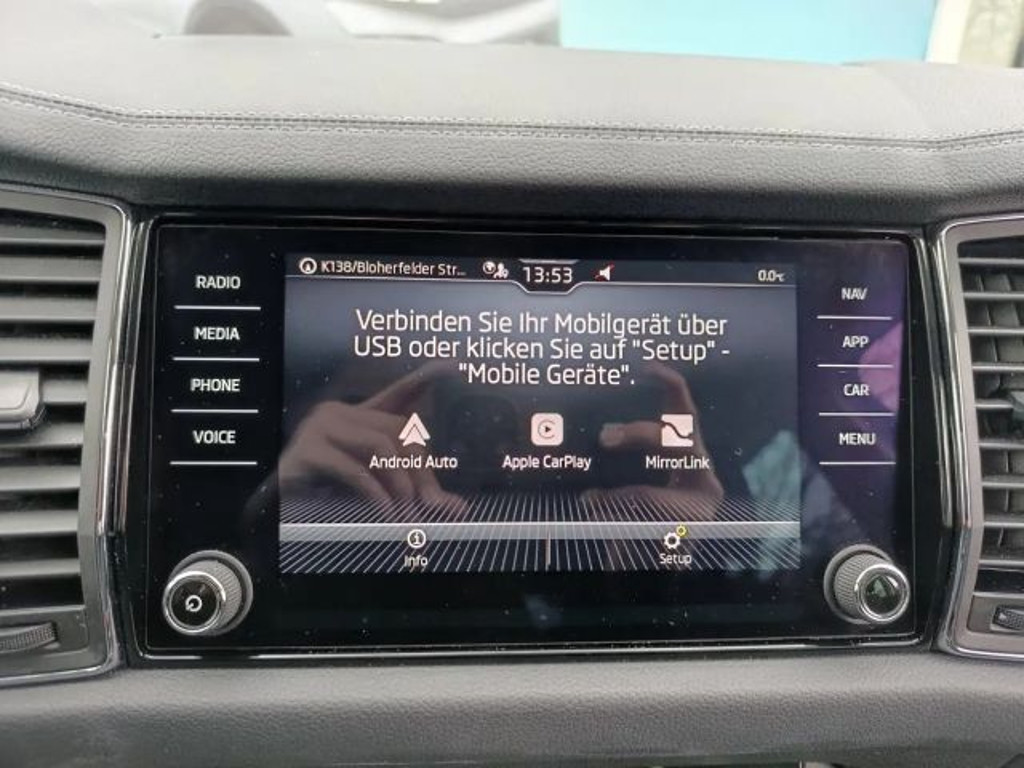 RADIO
MEDIA
PHONE
VOICE
K138/Bloherfelder Str...
13:53
0.0°C
Verbinden Sie Ihr Mobilgerät über
USB oder klicken Sie auf "Setup" -
"Mobile Geräte".
Android Auto
Apple CarPlay
MirrorLink
Info
Setup
NAV
APP
CAR
MENU